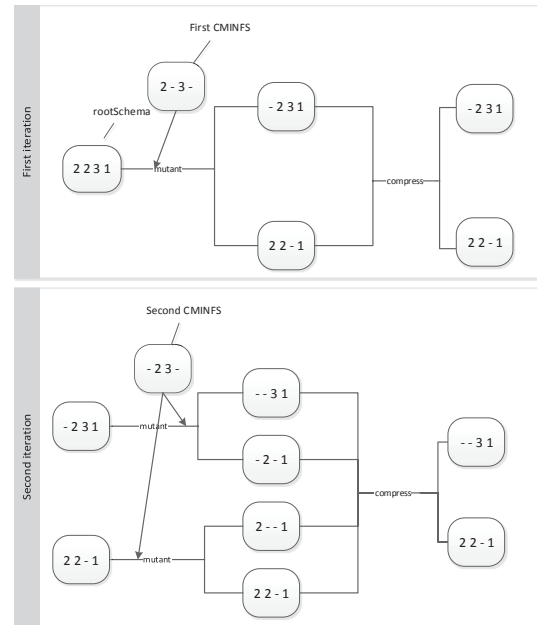 First iteration
First CMINFS
2 - 3 -
rootSchema
2 2 3 1
mutant
- 2 3 1
2 2 - 1
compress
- 2 3 1
2 2 - 1
Second iteration
Second CMINFS
- 2 3 -
- 2 3 1
mutant
2 2 - 1
mutant
- - 3 1
- 2 - 1
2 - - 1
2 2 - 1
compress
- - 3 1
2 2 - 1